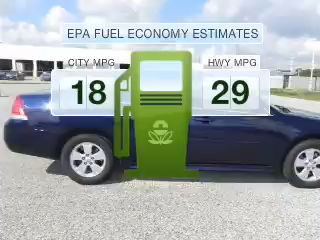 EPA FUEL ECONOMY ESTIMATES
CITY MPG
HWY MPG
18
29